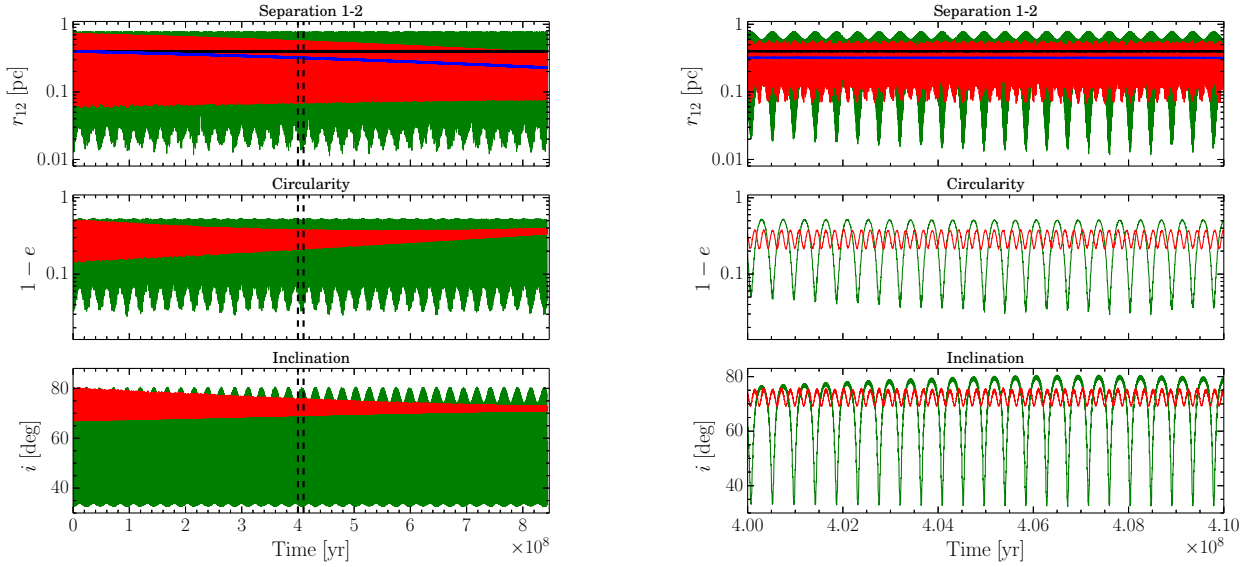 Separation 1-2
1
0.1
0.01
r12 [pc]
Circularity
1
0.1
1 − e
Inclination
80
60
40
i [deg]
0 1 2 3 4 5 6 7 8
Time [yr]
×10^8
Separation 1-2
1
0.1
0.01
r12 [pc]
Circularity
1
0.1
1 − e
Inclination
80
60
40
i [deg]
4.00 4.02 4.04 4.06 4.08 4.10
Time [yr]
×10^8